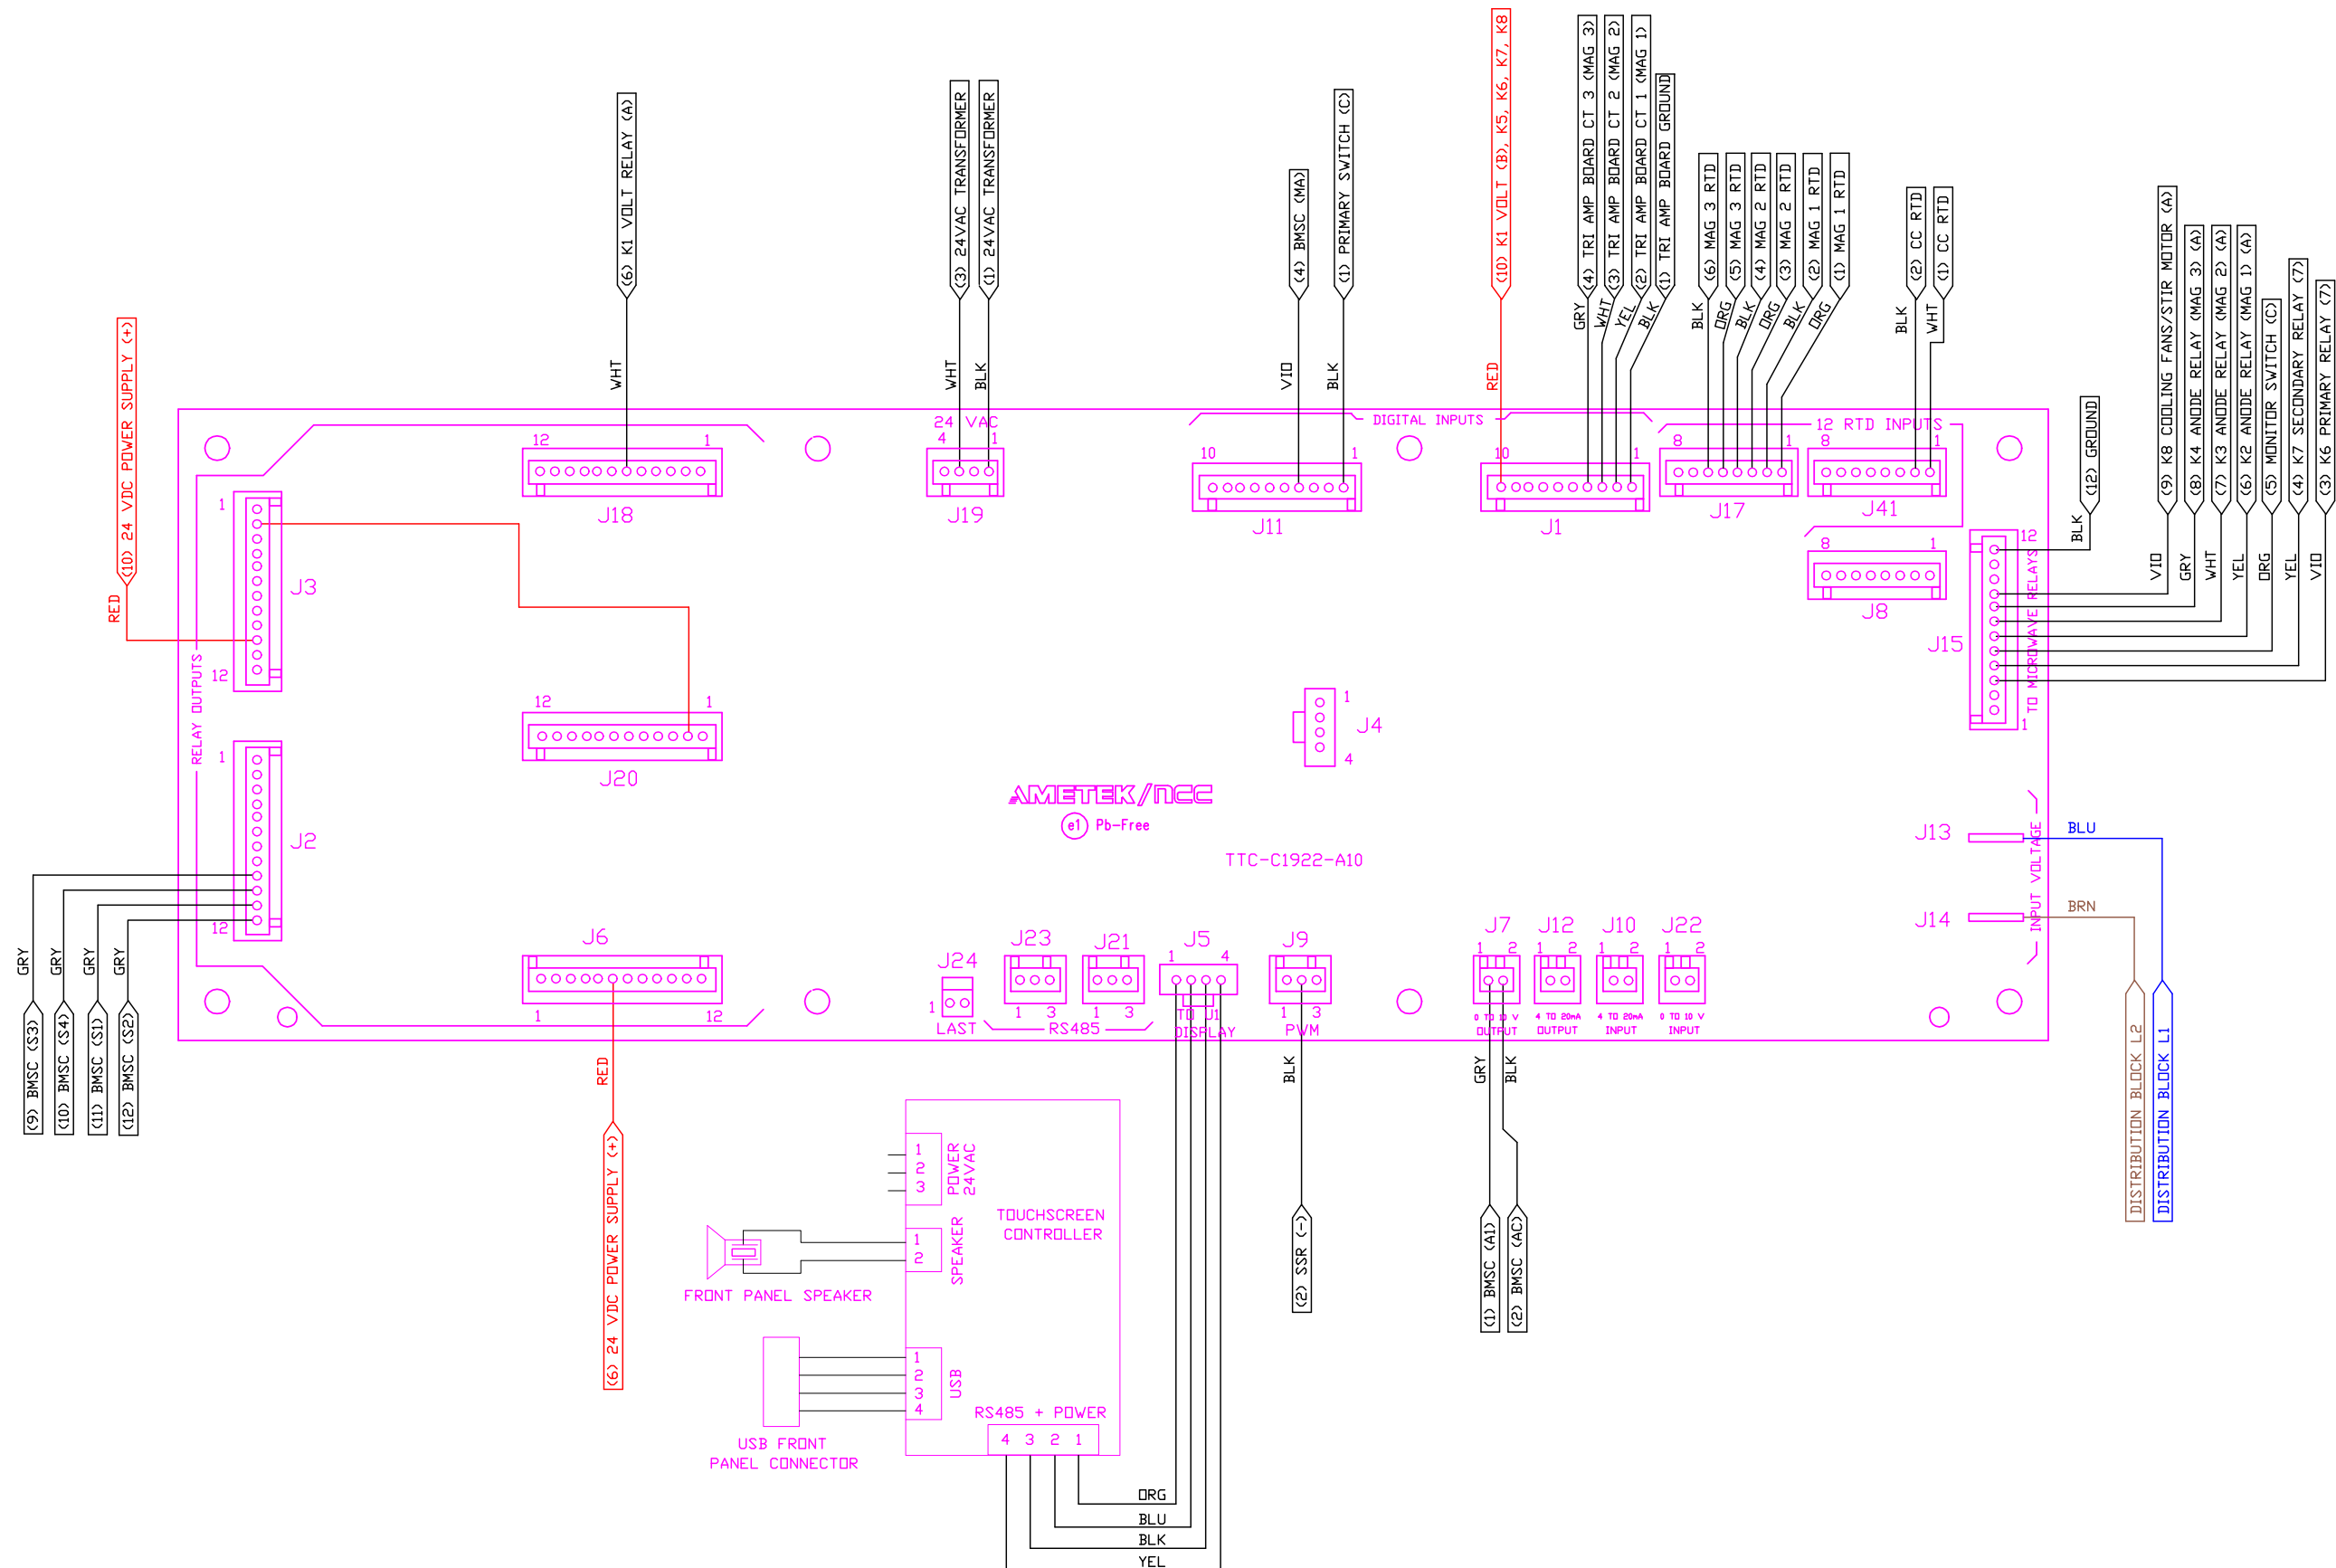 (10) K1 VOLT (B), K5, K6, K7, K8
(4) TRI AMP BOARD CT 3 (MAG 3)
(3) TRI AMP BOARD CT 2 (MAG 2)
(2) TRI AMP BOARD CT 1 (MAG 1)
(1) TRI AMP BOARD GROUND
(6) K1 VOLT RELAY (A)
(3) 24VAC TRANSFORMER
(1) 24VAC TRANSFORMER
(4) BMSC (MA)
(1) PRIMARY SWITCH (C)
(6) MAG 3 RTD
(5) MAG 3 RTD
(4) MAG 2 RTD
(3) MAG 2 RTD
(2) MAG 1 RTD
(1) MAG 1 RTD
(2) CC RTD
(1) CC RTD
(9) K8 COOLING FANS/STIR MOTOR (A)
(8) K4 ANODE RELAY (MAG 3) (A)
(7) K3 ANODE RELAY (MAG 2) (A)
(6) K2 ANODE RELAY (MAG 1) (A)
(5) MONITOR SWITCH (C)
(4) K7 SECONDARY RELAY (7)
(3) K6 PRIMARY RELAY (7)
(12) GROUND
(10) 24 VDC POWER SUPPLY (+)
RED
WHT
WHT
BLK
VIO
BLK
RED
GRY
WHT
YEL
BLK
BLK
ORG
BLK
ORG
BLK
ORG
BLK
WHT
BLK
VIO
GRY
WHT
YEL
ORG
YEL
VIO
24 VAC
DIGITAL INPUTS
12 RTD INPUTS
12 1
J18
4 1
J19
10 1
J11
10 1
J1
8 1
J17
8 1
J41
8 1
J8
1
J3
12
12
J15
1
TO MICROWAVE RELAYS
RELAY OUTPUTS
12 1
J20
1
J4
4
1
J2
12
AMETEK/NCC
e1 Pb-Free
TTC-C1922-A10
J13
BLU
J14
BRN
INPUT VOLTAGE
J6
1 12
J24
1
LAST
J23
1 3
J21
1 3
RS485
J5
1 4
TO J1
DISPLAY
J9
1 3
PWM
J7
1 2
0 TO 10 V
OUTPUT
J12
1 2
4 TO 20mA
OUTPUT
J10
1 2
4 TO 20mA
INPUT
J22
1 2
0 TO 10 V
INPUT
GRY
GRY
GRY
GRY
(9) BMSC (S3)
(10) BMSC (S4)
(11) BMSC (S1)
(12) BMSC (S2)
RED
(6) 24 VDC POWER SUPPLY (+)
BLK
(2) SSR (-)
GRY
BLK
(1) BMSC (A1)
(2) BMSC (AC)
DISTRIBUTION BLOCK L2
DISTRIBUTION BLOCK L1
1
2
3
POWER
24VAC
TOUCHSCREEN
CONTROLLER
1
2
SPEAKER
FRONT PANEL SPEAKER
1
2
3
4
USB
USB FRONT
PANEL CONNECTOR
RS485 + POWER
4 3 2 1
ORG
BLU
BLK
YEL